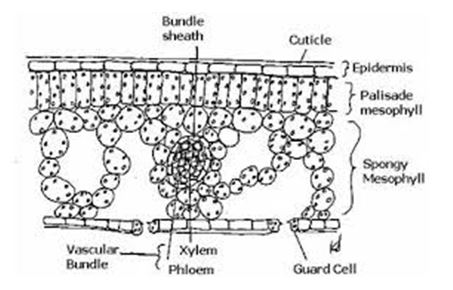 Bundle
sheath
Cuticle
Epidermis
Palisade
mesophyll
Spongy
Mesophyll
Vascular
Bundle
Xylem
Phloem
Guard Cell